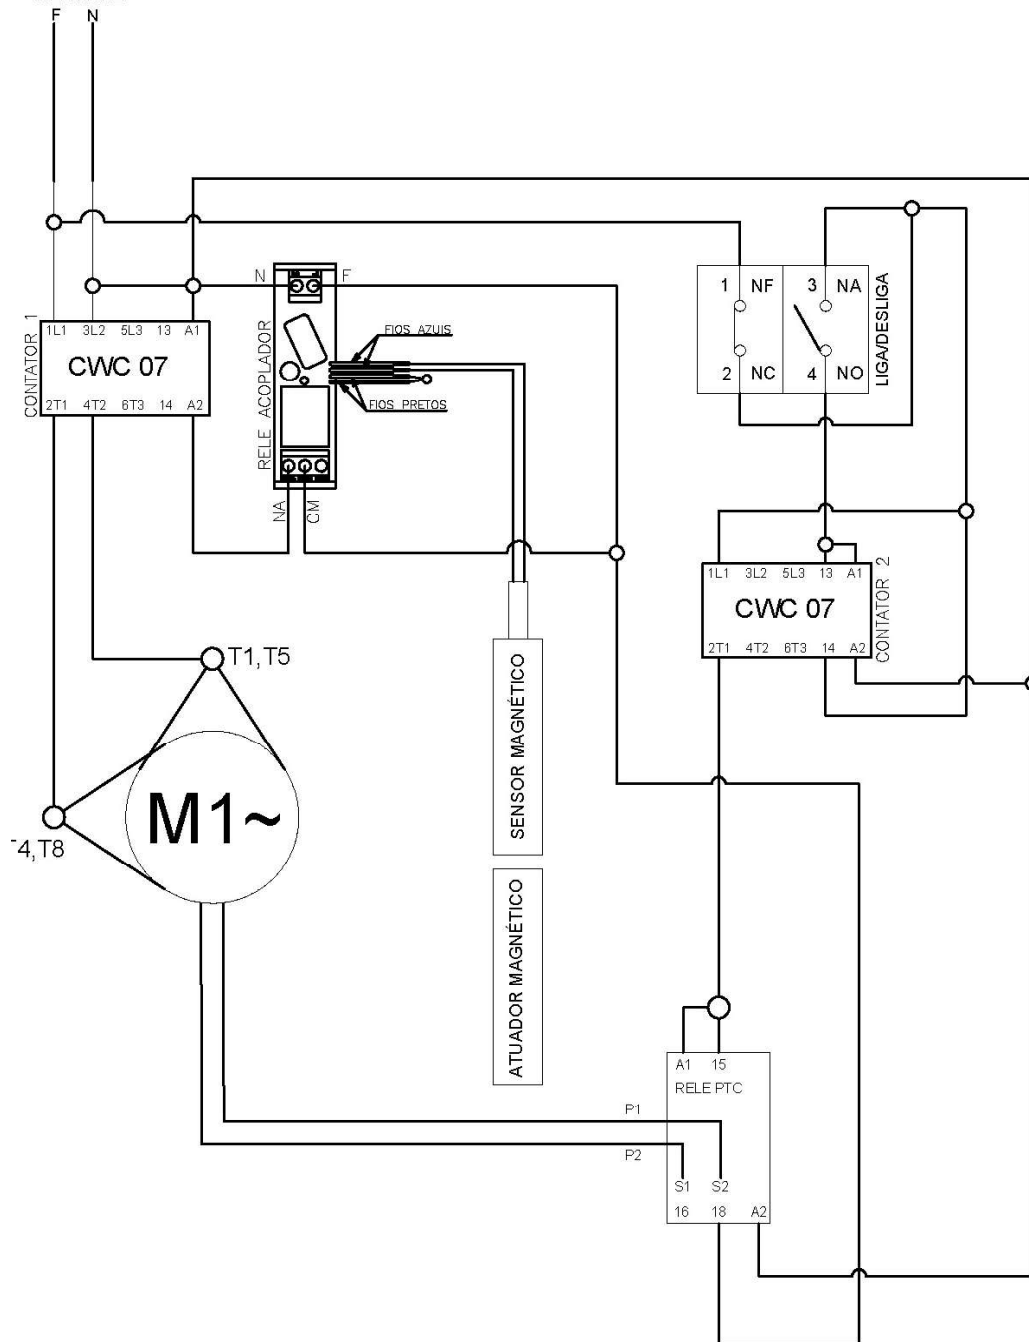 F N
N F
1 NF 3 NA
2 NC 4 NO
LIGA/DESLIGA
1L1 3L2 5L3 13 A1
CWC 07
2T1 4T2 6T3 14 A2
CONTATOR 1
RELE ACOPLADOR
FIOS AZUIS
FIOS PRETOS
NA CM
1L1 3L2 5L3 13 A1
CWC 07
2T1 4T2 6T3 14 A2
CONTATOR 2
T1,T5
M1~
4,T8
SENSOR MAGNÉTICO
ATUADOR MAGNÉTICO
A1 15
RELE PTC
P1
P2
S1 S2
16 18 A2